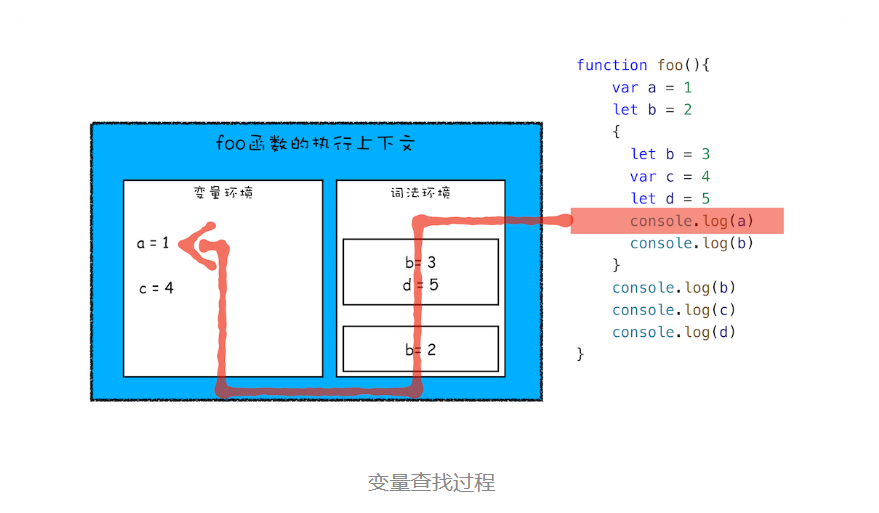 foo函数的执行上下文
变量环境
a = 1
c = 4
词法环境
b= 3
d = 5
b= 2
function foo(){
    var a = 1
    let b = 2
    {
      let b = 3
      var c = 4
      let d = 5
      console.log(a)
      console.log(b)
    }
    console.log(b)
    console.log(c)
    console.log(d)
}
变量查找过程